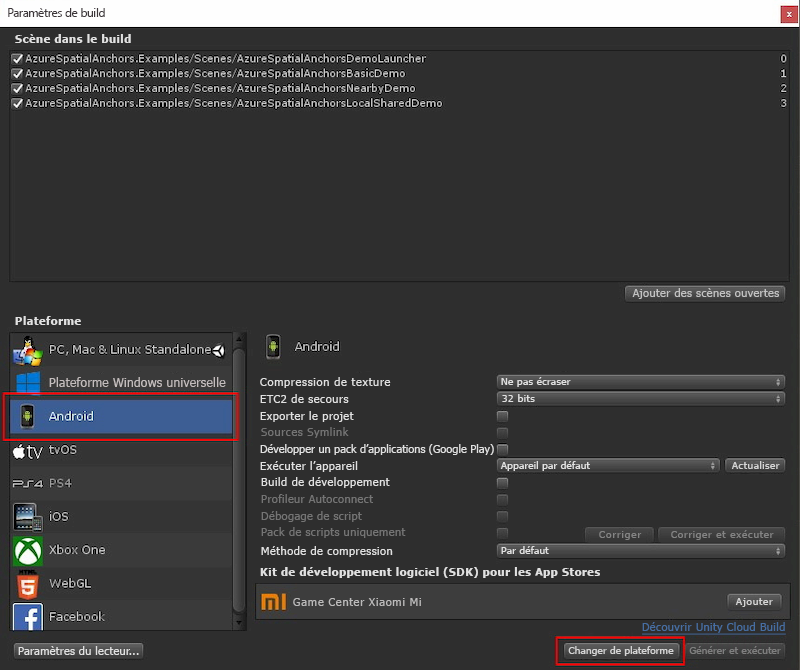 Paramètres de build
x
Scène dans le build
AzureSpatialAnchors.Examples/Scenes/AzureSpatialAnchorsDemoLauncher 0
AzureSpatialAnchors.Examples/Scenes/AzureSpatialAnchorsBasicDemo 1
AzureSpatialAnchors.Examples/Scenes/AzureSpatialAnchorsNearbyDemo 2
AzureSpatialAnchors.Examples/Scenes/AzureSpatialAnchorsLocalSharedDemo 3
Ajouter des scènes ouvertes
Plateforme
PC, Mac & Linux Standalone
Plateforme Windows universelle
Android
tv tvOS
PS4 PS4
iOS
Xbox One
HTML 5 WebGL
f Facebook
Paramètres du lecteur...
Android
Compression de texture Ne pas écraser
ETC2 de secours 32 bits
Exporter le projet
Sources Symlink
Développer un pack d'applications (Google Play)
Exécuter l'appareil Appareil par défaut Actualiser
Build de développement
Profileur Autoconnect
Débogage de script
Pack de scripts uniquement Corriger Corriger et exécuter
Méthode de compression Par défaut
Kit de développement logiciel (SDK) pour les App Stores
mi Game Center Xiaomi Mi Ajouter
Découvrir Unity Cloud Build
Changer de plateforme Générer et exécuter